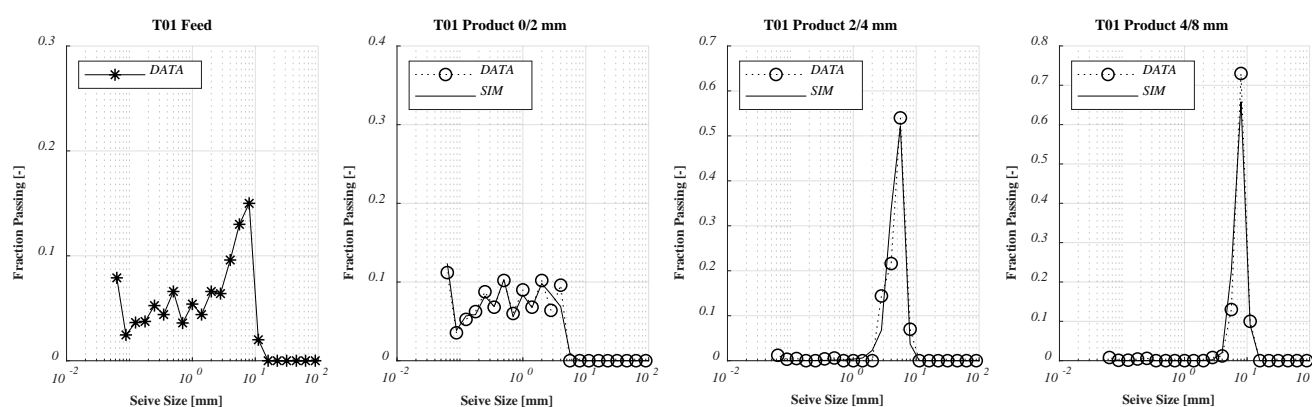 T01 Feed
0.3
0.2
0.1
0
10 -2
10 0
10 1
10 2
DATA
Fraction Passing [-]
Seive Size [mm]
T01 Product 0/2 mm
0.4
0.3
0.2
0.1
0
10 -2
10 0
10 1
10 2
DATA
SIM
Fraction Passing [-]
Seive Size [mm]
T01 Product 2/4 mm
0.7
0.6
0.5
0.4
0.3
0.2
0.1
0
10 -2
10 0
10 1
10 2
DATA
SIM
Fraction Passing [-]
Seive Size [mm]
T01 Product 4/8 mm
0.8
0.7
0.6
0.5
0.4
0.3
0.2
0.1
0
10 -2
10 0
10 1
10 2
DATA
SIM
Fraction Passing [-]
Seive Size [mm]